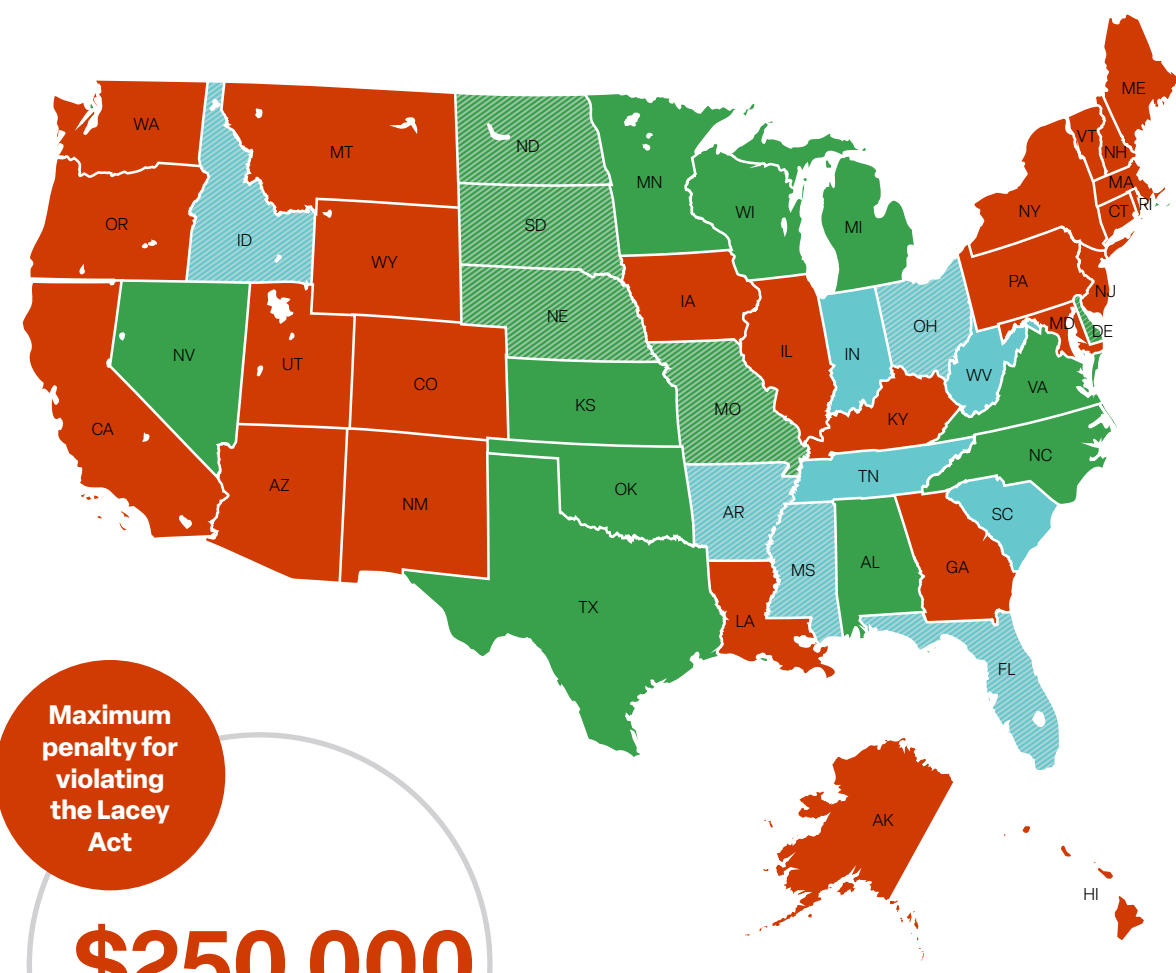 ME
WA
VT
ND
MT
NH
MN
MA
RI
WI
NY
CT
OR
SD
MI
ID
WY
PA
NJ
IA
NE
MD
OH
DE
IL
IN
NV
UT
WV
CO
VA
KS
MO
KY
CA
NC
TN
AZ
OK
NM
AR
SC
AL
GA
MS
TX
LA
FL
AK
HI
Maximum
penalty for
violating
the Lacey
Act
$250,000